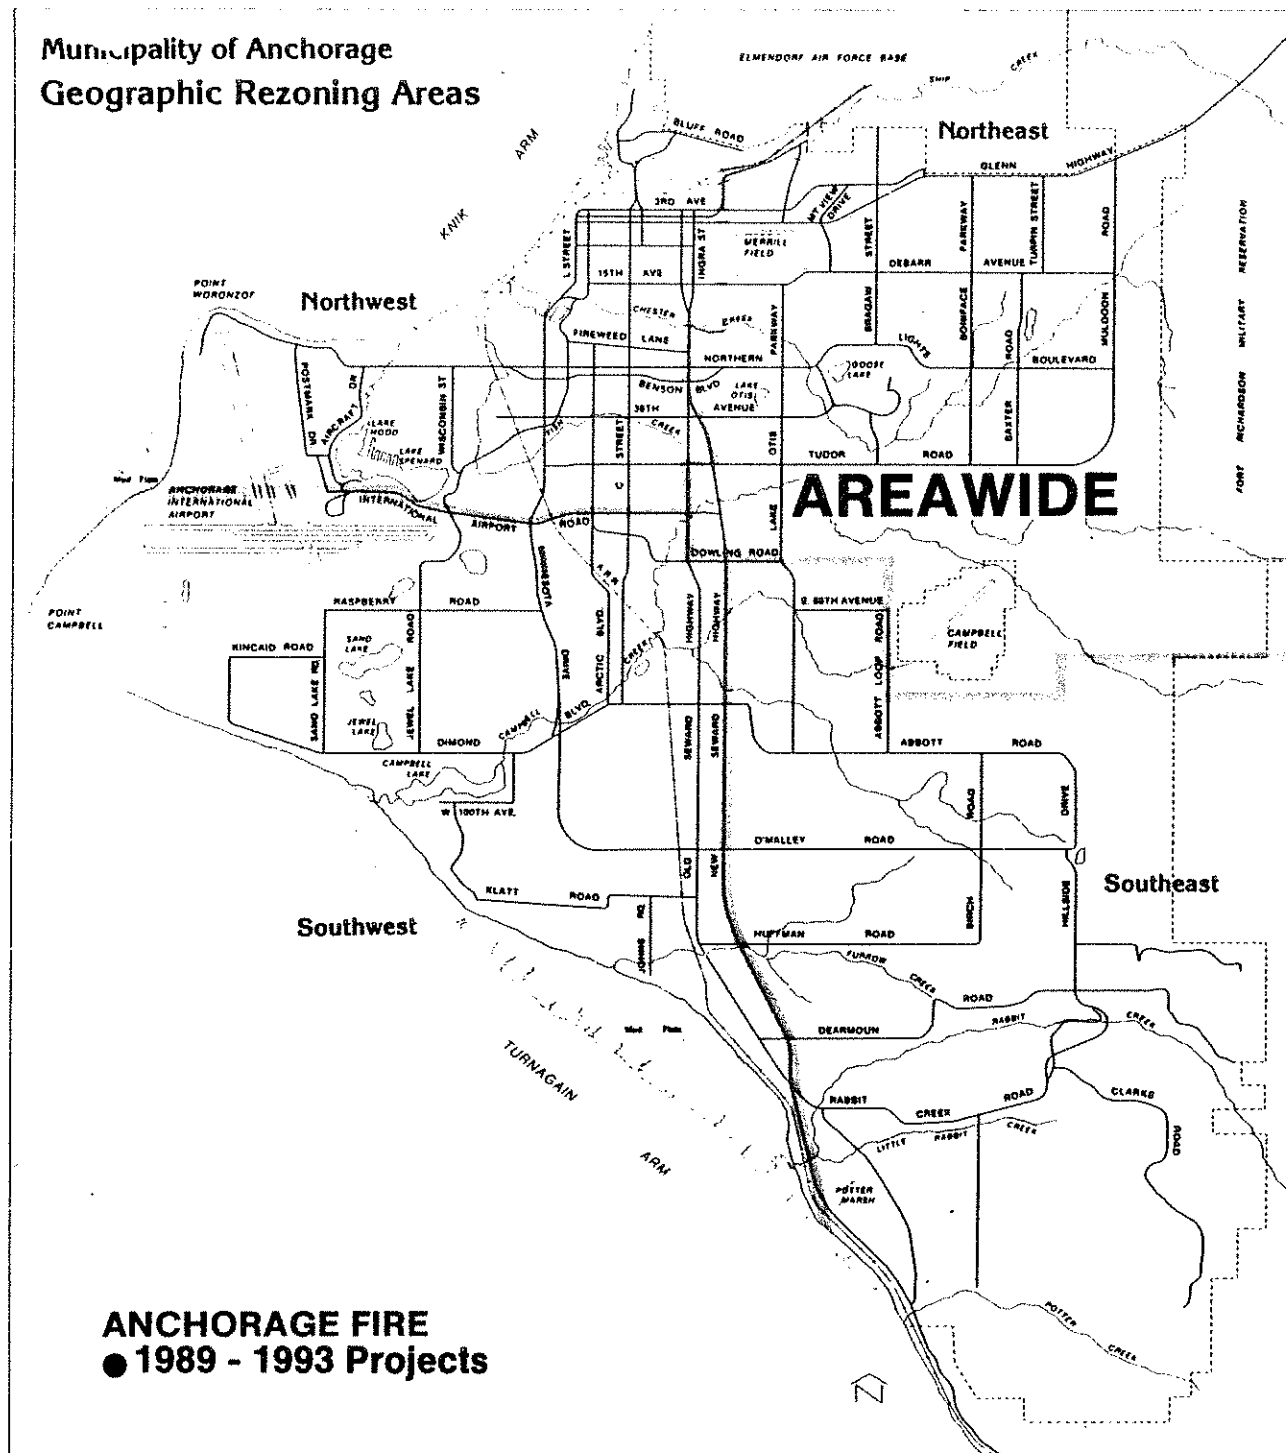 Municipality of Anchorage
Geographic Rezoning Areas
ELMENDORF AIR FORCE BASE
SHIP CREEK
KNIK ARM
BLUFF ROAD
Northeast
GLENN HIGHWAY
3RD AVE
MT VIEW DRIVE
L STREET
INGRA ST
MERRILL FIELD
STREET
PARKWAY
TURPIN STREET
ROAD
DEBARR AVENUE
15TH AVE
FORT RICHARDSON MILITARY RESERVATION
POINT WORONZOF
Northwest
CHESTER CREEK
FIREWEED LANE
PARKWAY
BRAGAW
BONIFACE
ROAD
MULDOON
NORTHERN LIGHTS BOULEVARD
GOOSE LAKE
POSTMARK DR
AIRCRAFT DR
WISCONSIN ST
BENSON BLVD
LAKE OTIS
36TH AVENUE
BAXTER
LAKE HOOD
LAKE SPENARD
FISH CREEK
C STREET
OTIS
TUDOR ROAD
ANCHORAGE INTERNATIONAL AIRPORT
INTERNATIONAL AIRPORT ROAD
LAKE
AREAWIDE
DOWLING ROAD
MINNESOTA
A.R.R.
POINT CAMPBELL
RASPBERRY ROAD
E. 68TH AVENUE
KINCAID ROAD
SAND LAKE
JEWEL LAKE ROAD
DRIVE
ARCTIC BLVD.
CREEK
HIGHWAY
HIGHWAY
ABBOTT LOOP ROAD
CAMPBELL FIELD
SAND LAKE RD.
JEWEL LAKE
DIMOND BLVD.
CAMPBELL
CAMPBELL LAKE
SEWARD
SEWARD
ABBOTT ROAD
W. 100TH AVE.
ROAD
DRIVE
O'MALLEY ROAD
OLD
NEW
KLATT ROAD
Southeast
Southwest
JOHNS RD.
BIRCH
HILLSIDE
HUFFMAN ROAD
FURROW CREEK
ROAD
Mud Flats
DEARMOUN
RABBIT CREEK
TURNAGAIN ARM
RABBIT CREEK ROAD
CLARKS ROAD
LITTLE RABBIT CREEK
POTTER MARSH
POTTER CREEK
ANCHORAGE FIRE
● 1989 - 1993 Projects
N